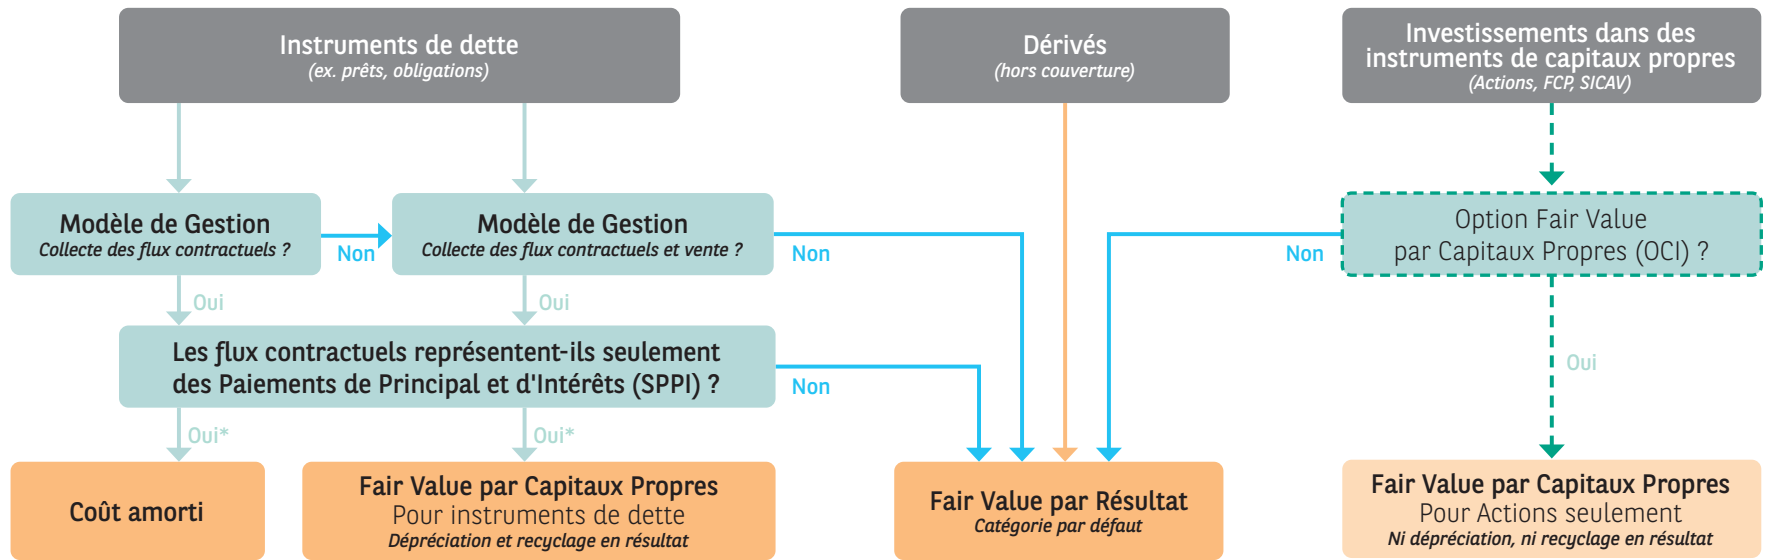 Instruments de dette
(ex. prêts, obligations)
Dérivés
(hors couverture)
Investissements dans des
instruments de capitaux propres
(Actions, FCP, SICAV)
Modèle de Gestion
Collecte des flux contractuels ?
Non
Modèle de Gestion
Collecte des flux contractuels et vente ?
Non
Non
Option Fair Value
par Capitaux Propres (OCI) ?
Oui
Oui
Les flux contractuels représentent-ils seulement
des Paiements de Principal et d'Intérêts (SPPI) ?
Non
Oui
Oui*
Oui*
Coût amorti
Fair Value par Capitaux Propres
Pour instruments de dette
Dépréciation et recyclage en résultat
Fair Value par Résultat
Catégorie par défaut
Fair Value par Capitaux Propres
Pour Actions seulement
Ni dépréciation, ni recyclage en résultat